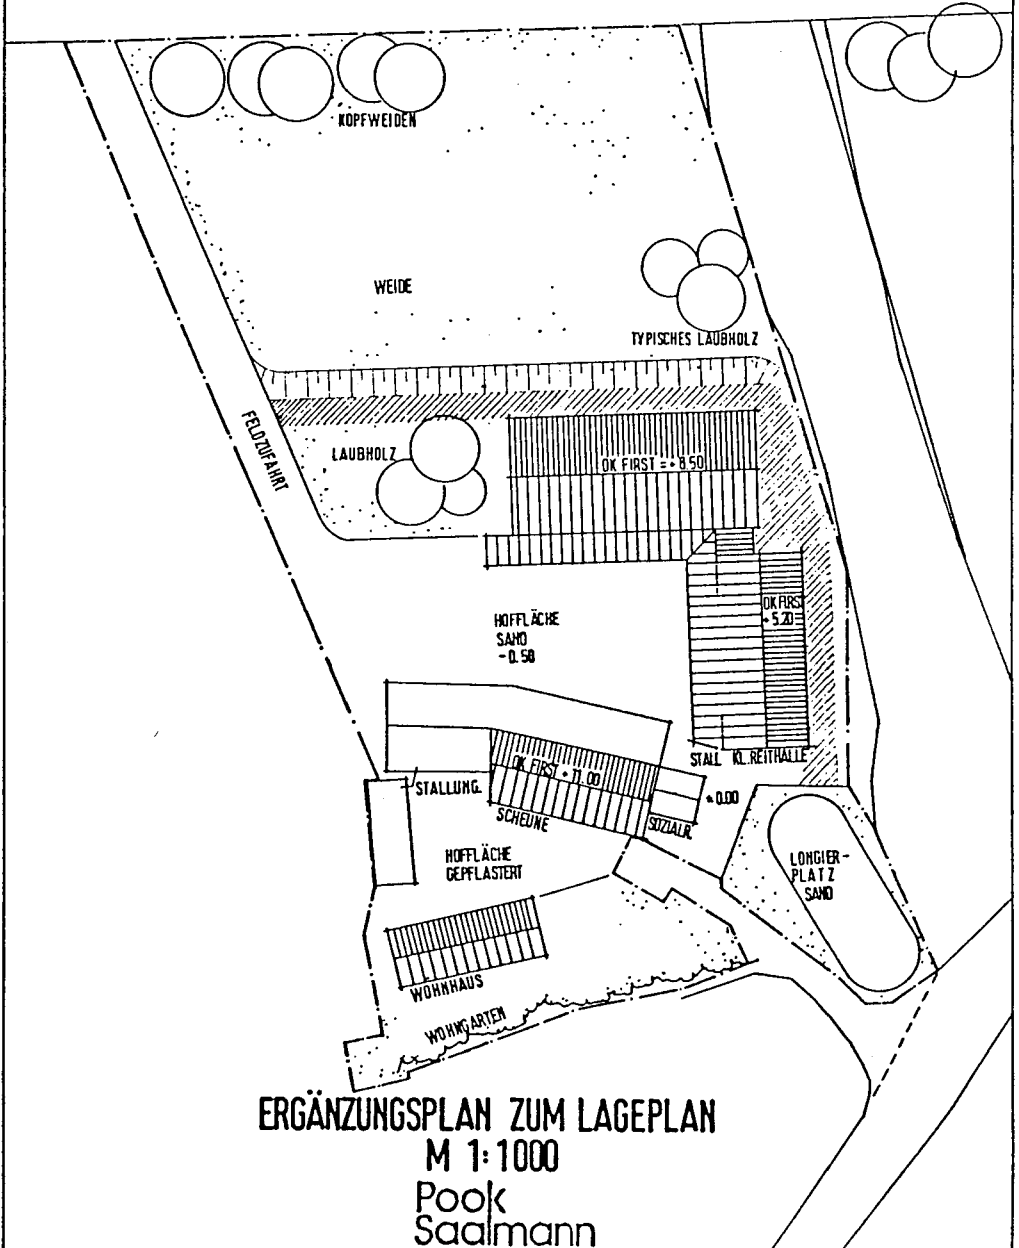 KOPFWEIDEN
WEIDE
TYPISCHES LAUBHOLZ
FELDZUFAHRT
LAUBHOLZ
OK FIRST = + 8.50
OK FIRST
+ 5.20
HOFFLÄCHE
SAND
- 0.50
STALL KL. REITHALLE
STALLUNG
OK FIRST + 11.00
SCHEUNE
SOZIALR.
± 0.00
HOFFLÄCHE
GEPFLASTERT
LONGIER-
PLATZ
SAND
WOHNHAUS
WOHNGARTEN
ERGÄNZUNGSPLAN ZUM LAGEPLAN
M 1:1000
Pook
Saalmann